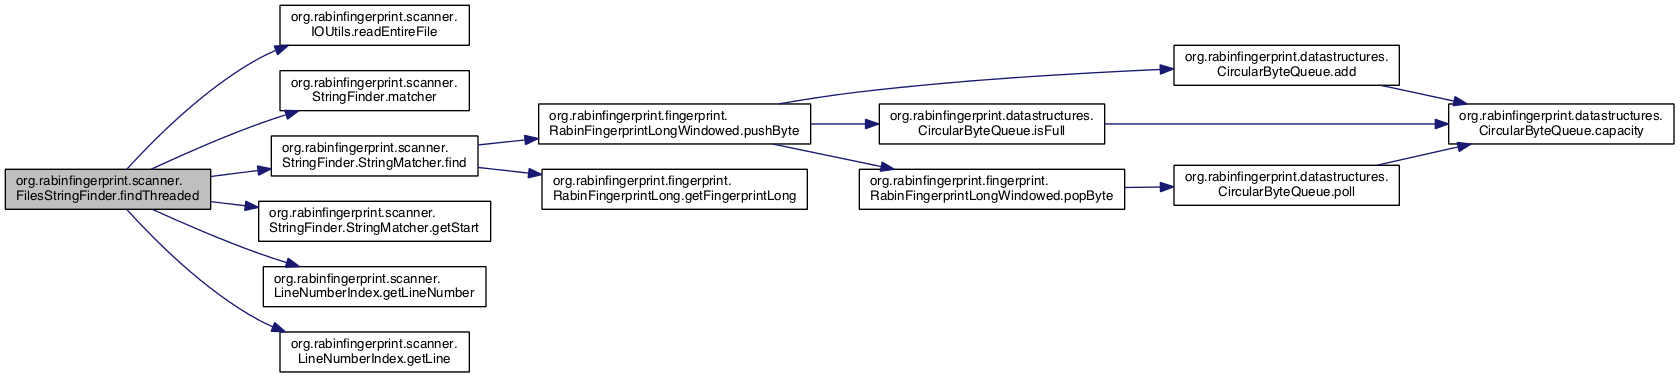 org.rabinfingerprint.scanner.
FilesStringFinder.findThreaded
org.rabinfingerprint.scanner.
IOUtils.readEntireFile
org.rabinfingerprint.scanner.
StringFinder.matcher
org.rabinfingerprint.scanner.
StringFinder.StringMatcher.find
org.rabinfingerprint.scanner.
StringFinder.StringMatcher.getStart
org.rabinfingerprint.scanner.
LineNumberIndex.getLineNumber
org.rabinfingerprint.scanner.
LineNumberIndex.getLine
org.rabinfingerprint.fingerprint.
RabinFingerprintLongWindowed.pushByte
org.rabinfingerprint.fingerprint.
RabinFingerprintLong.getFingerprintLong
org.rabinfingerprint.datastructures.
CircularByteQueue.isFull
org.rabinfingerprint.fingerprint.
RabinFingerprintLongWindowed.popByte
org.rabinfingerprint.datastructures.
CircularByteQueue.add
org.rabinfingerprint.datastructures.
CircularByteQueue.poll
org.rabinfingerprint.datastructures.
CircularByteQueue.capacity